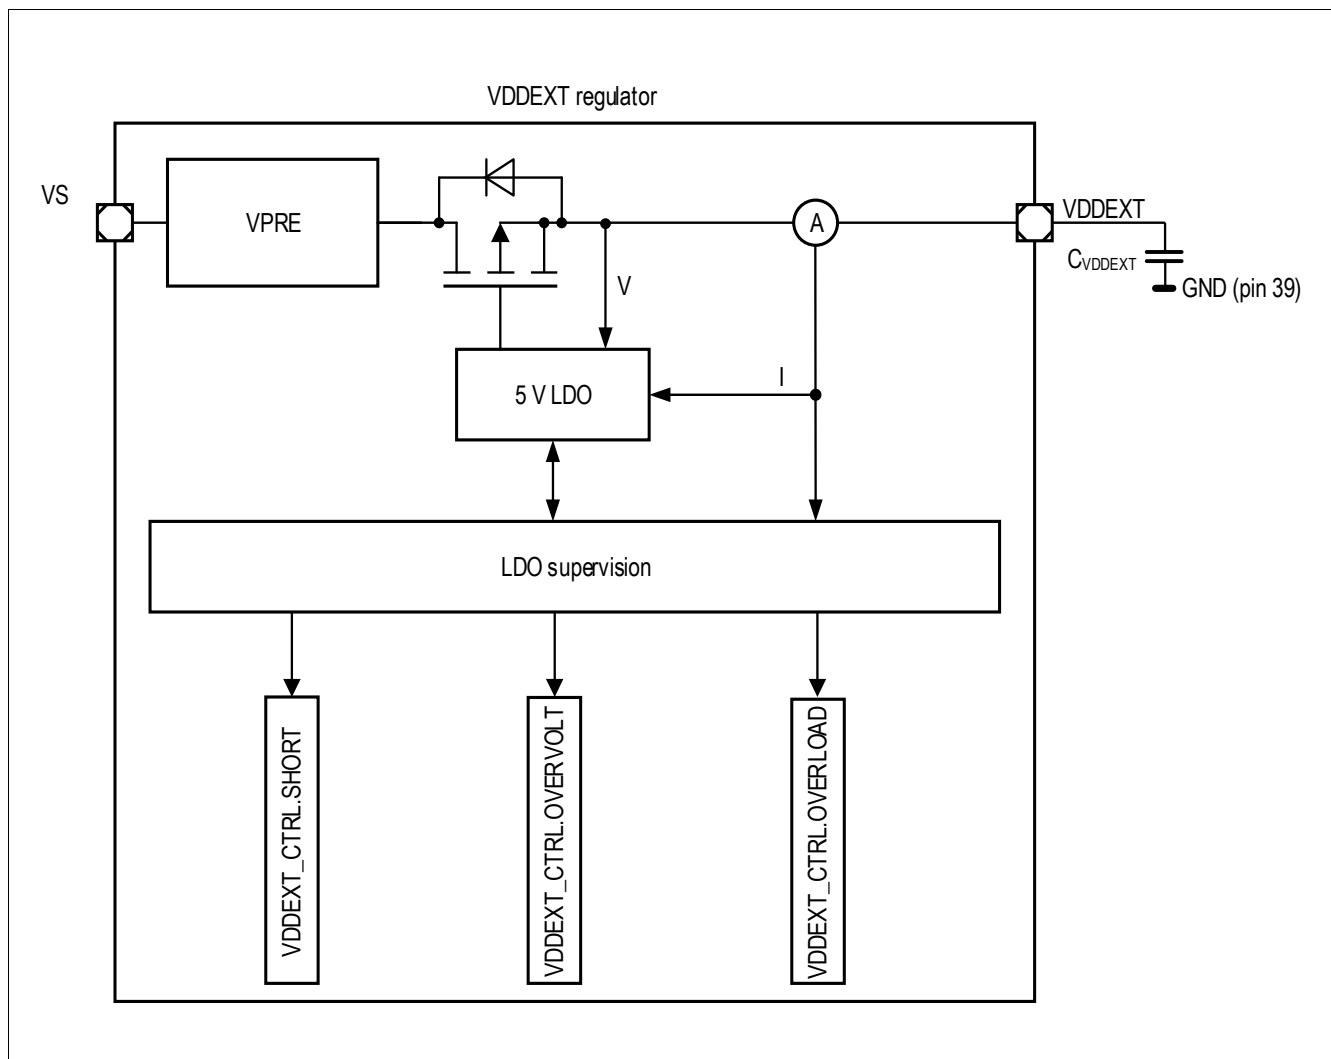 VDDEXT regulator
VS
VPRE
A
VDDEXT
CVDDEXT
GND (pin 39)
V
I
5 V LDO
LDO supervision
VDDEXT_CTRL.SHORT
VDDEXT_CTRL.OVERVOLT
VDDEXT_CTRL.OVERLOAD